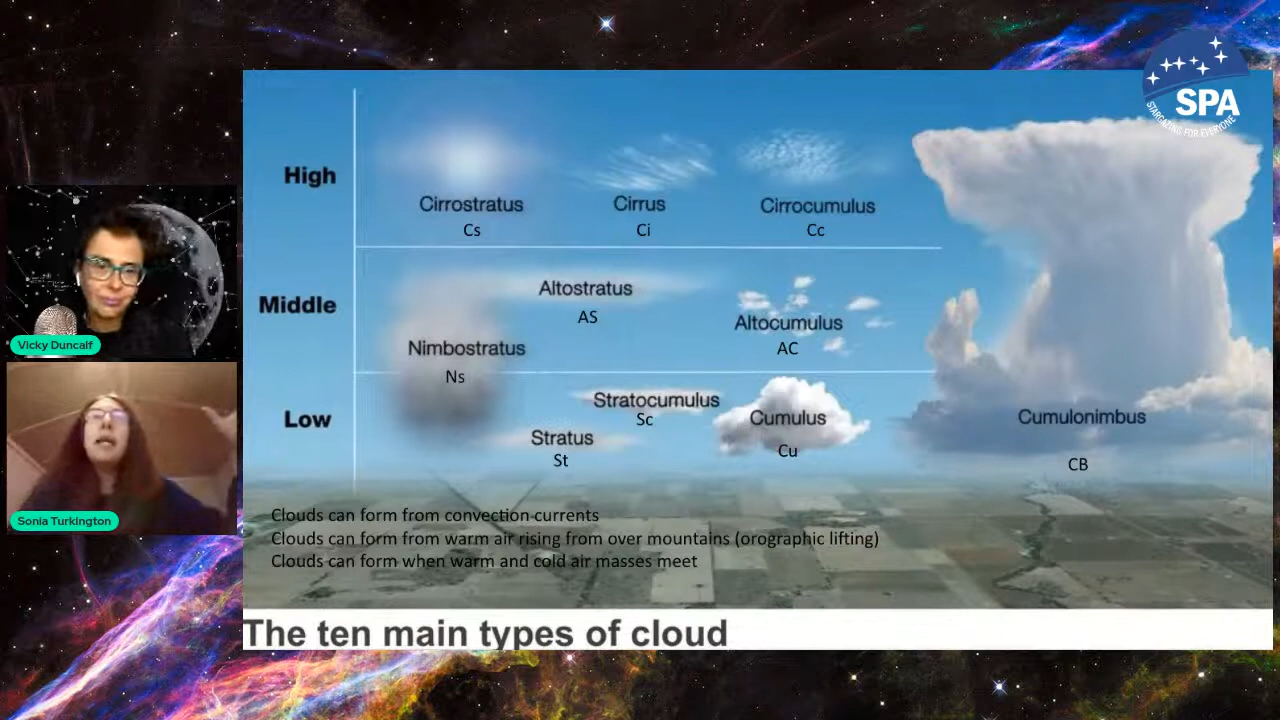 SPA
STARGAZING FOR EVERYONE
High
Cirrostratus
Cs
Cirrus
Ci
Cirrocumulus
Cc
Middle
Altostratus
AS
Altocumulus
AC
Nimbostratus
Ns
Low
Stratocumulus
Sc
Cumulus
Cu
Stratus
St
Cumulonimbus
CB
Vicky Duncalf
Sonia Turkington
Clouds can form from convection currents
Clouds can form from warm air rising from over mountains (orographic lifting)
Clouds can form when warm and cold air masses meet
The ten main types of cloud